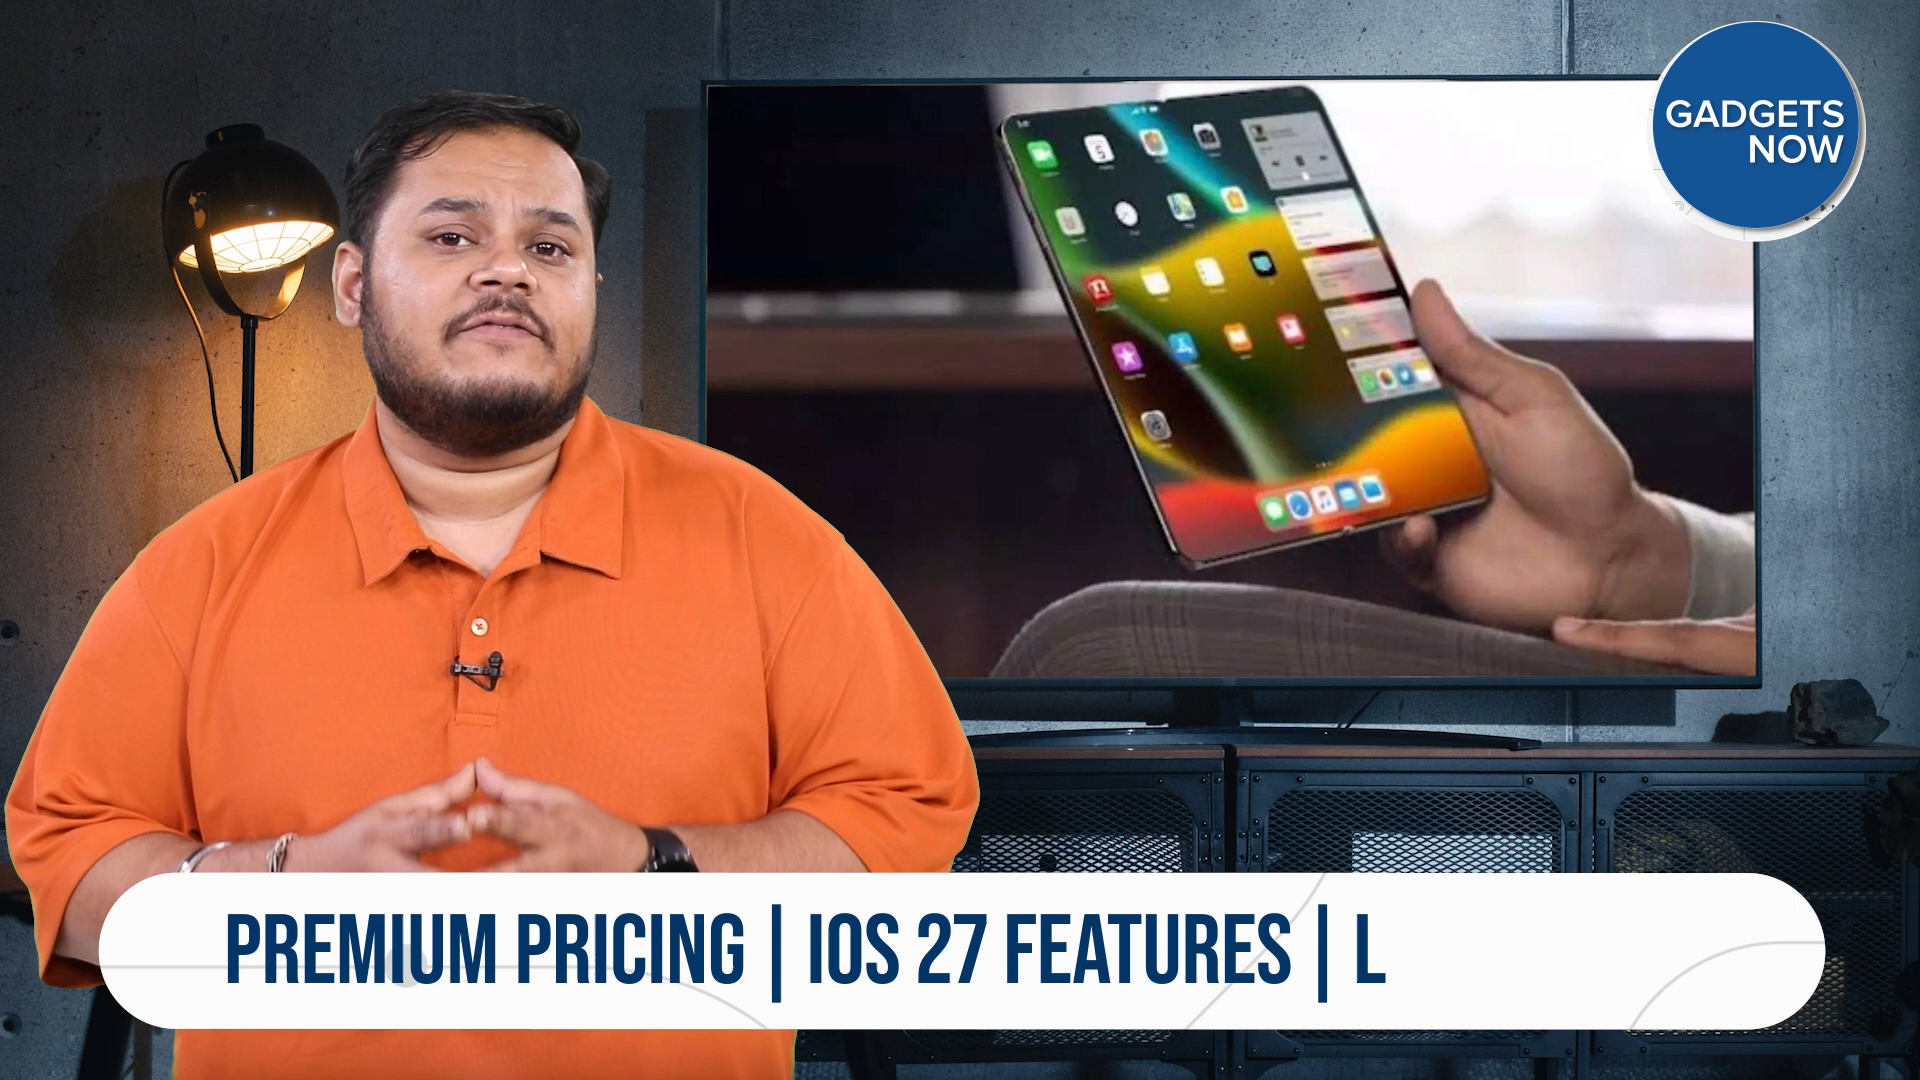 GADGETS
NOW
PREMIUM PRICING | IOS 27 FEATURES | L